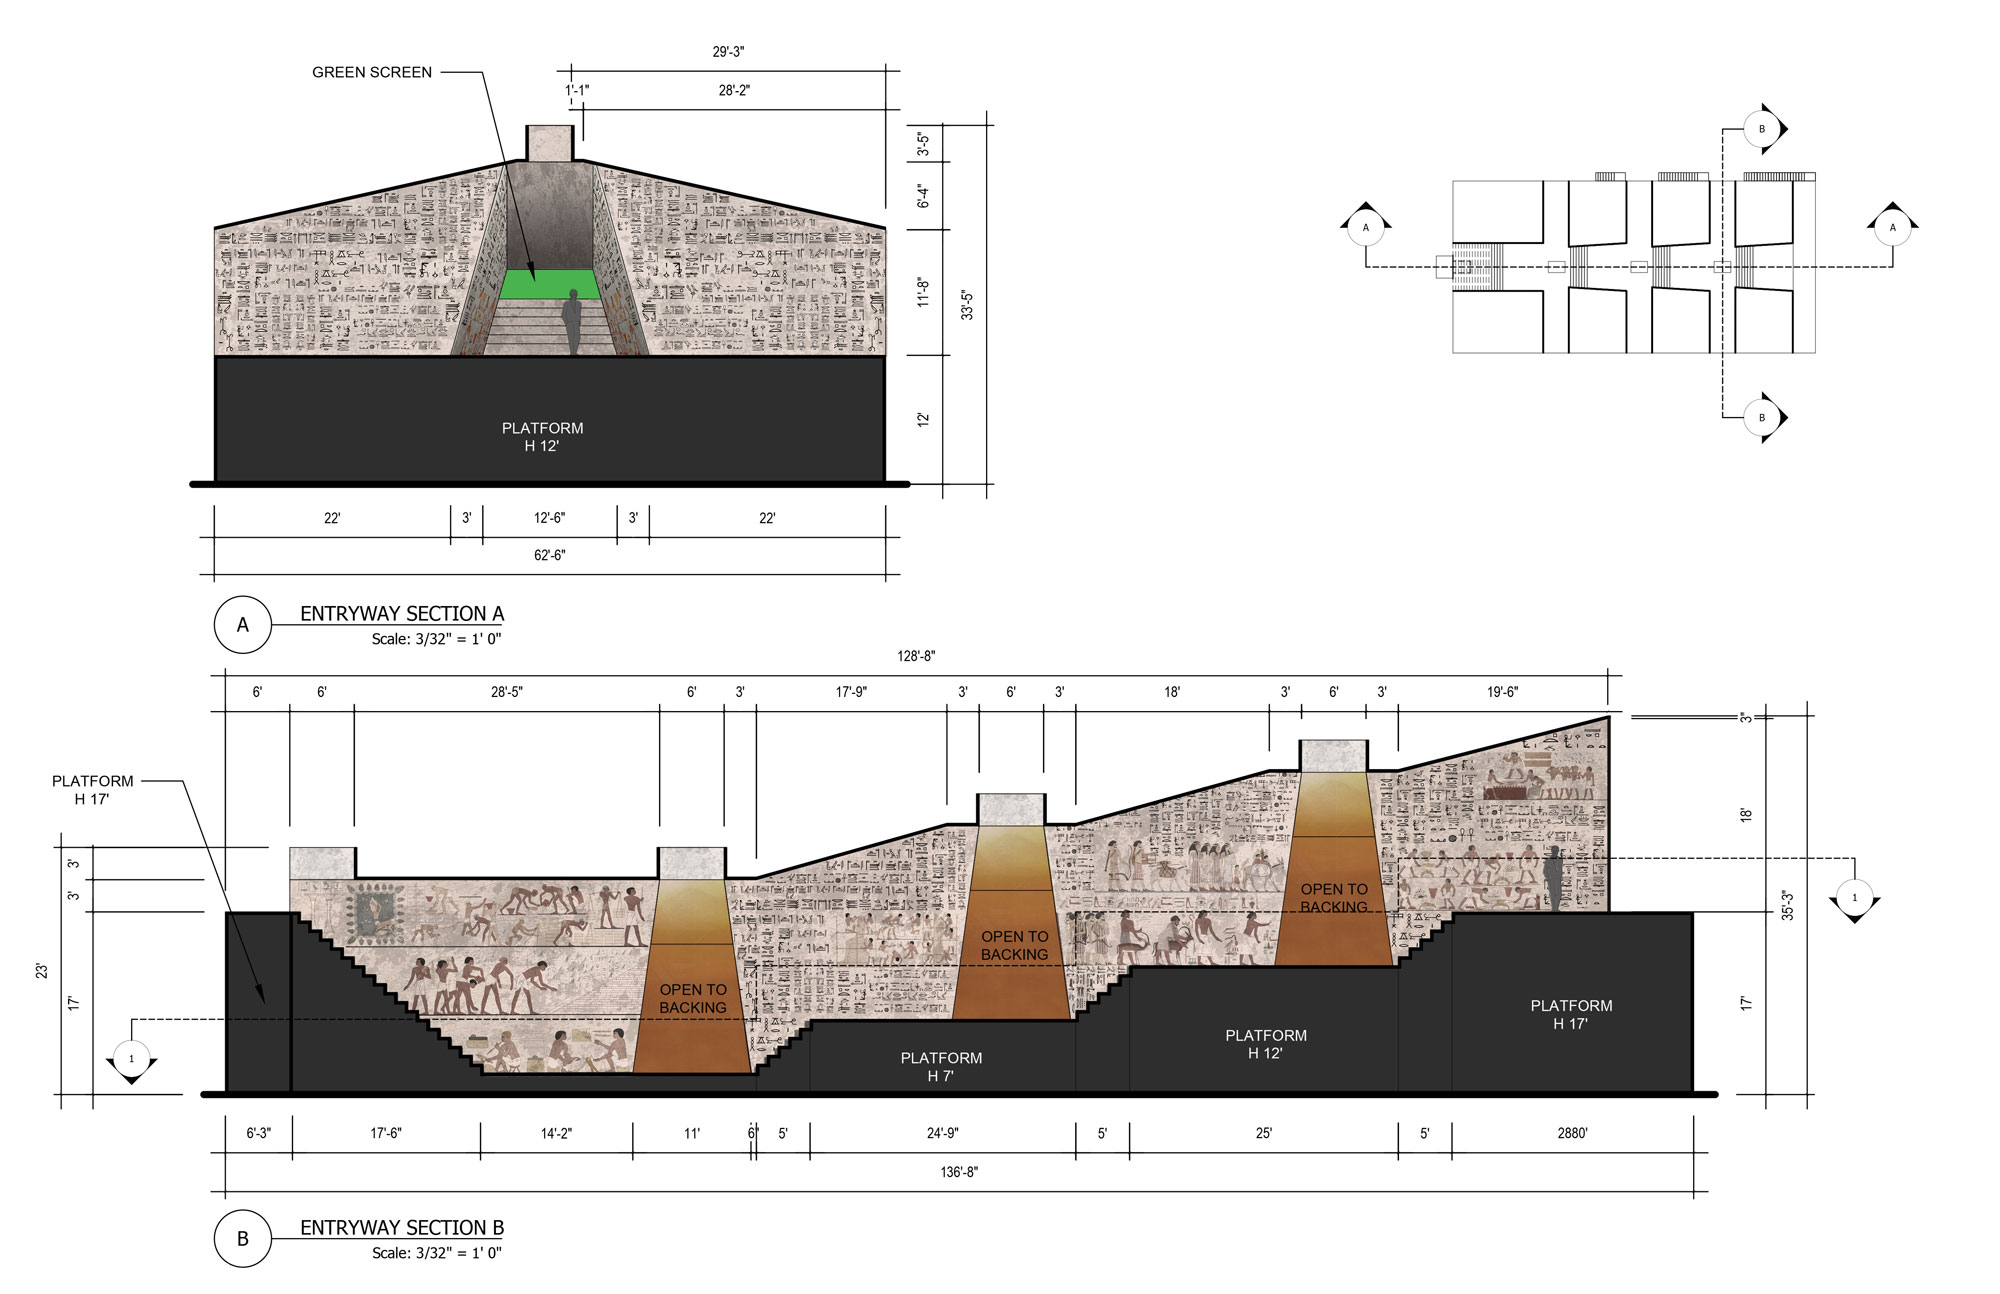 29'-3"
GREEN SCREEN
1'-1"
28'-2"
3'-5"
6'-4"
11'-8"
33'-5"
12'
PLATFORM
H 12'
22'
3'
12'-6"
3'
22'
62'-6"
A
ENTRYWAY SECTION A
Scale: 3/32" = 1' 0"
B
A
A
B
128'-8"
6'
6'
28'-5"
6'
3'
17'-9"
3'
6'
3'
18'
3'
6'
3'
19'-6"
3"
PLATFORM
H 17'
3'
3'
23'
17'
18'
35'-3"
17'
OPEN TO
BACKING
OPEN TO
BACKING
OPEN TO
BACKING
1
1
PLATFORM
H 7'
PLATFORM
H 12'
PLATFORM
H 17'
6'-3"
17'-6"
14'-2"
11'
6"
5'
24'-9"
5'
25'
5'
2880'
136'-8"
B
ENTRYWAY SECTION B
Scale: 3/32" = 1' 0"